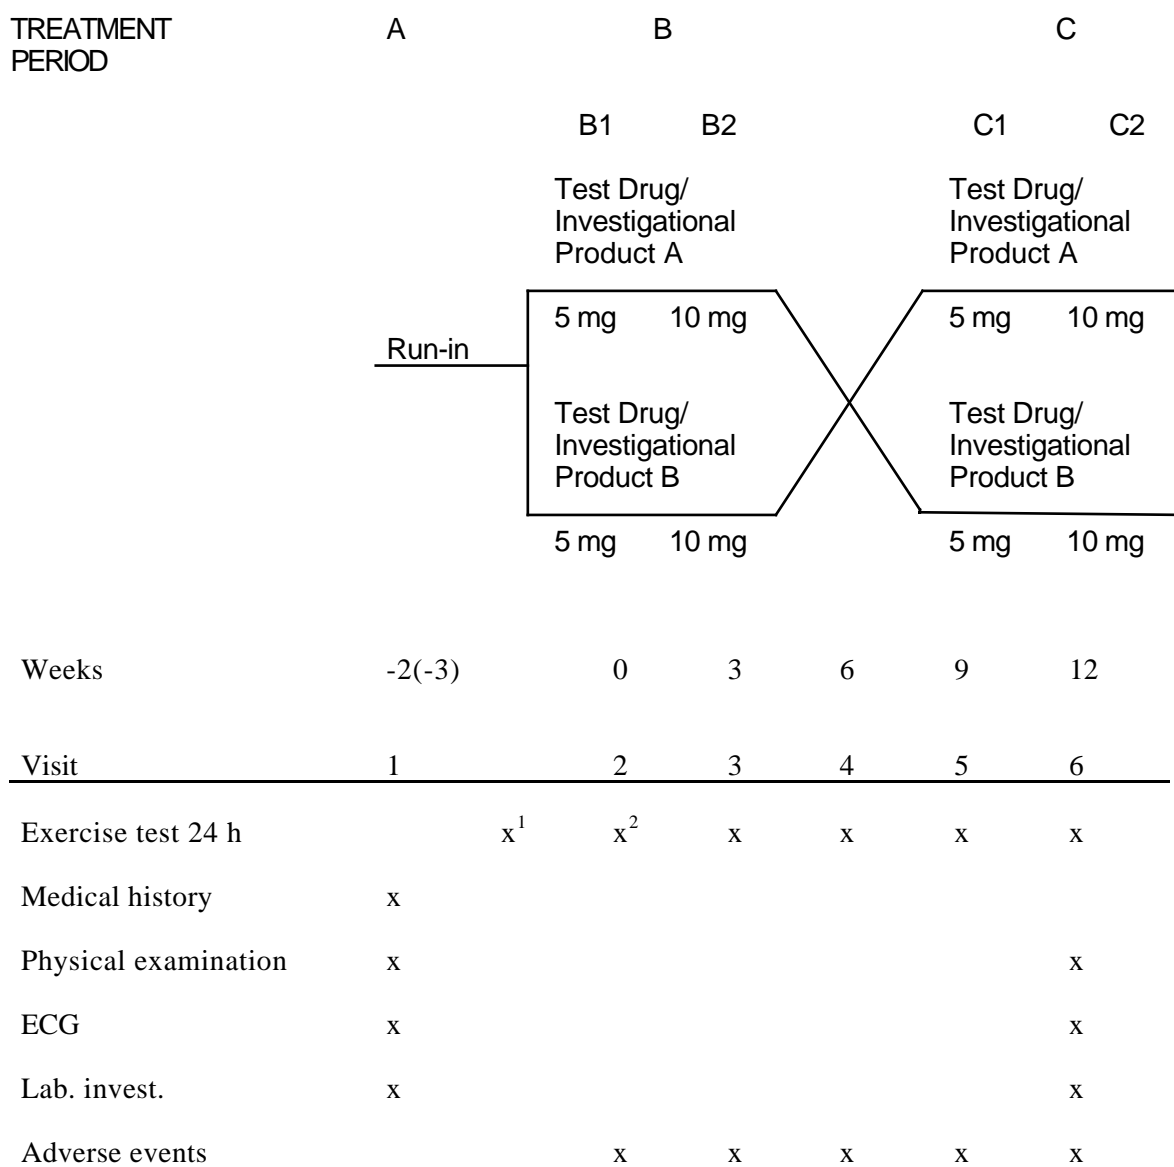 TREATMENT PERIOD A B C
B1 B2 C1 C2
Test Drug/ Test Drug/
Investigational Investigational
Product A Product A
5 mg 10 mg 5 mg 10 mg
Run-in
Test Drug/ Test Drug/
Investigational Investigational
Product B Product B
5 mg 10 mg 5 mg 10 mg
Weeks -2(-3) 0 3 6 9 12
Visit 1 2 3 4 5 6
Exercise test 24 h x¹ x² x x x x
Medical history x
Physical examination x x
ECG x x
Lab. invest. x x
Adverse events x x x x x